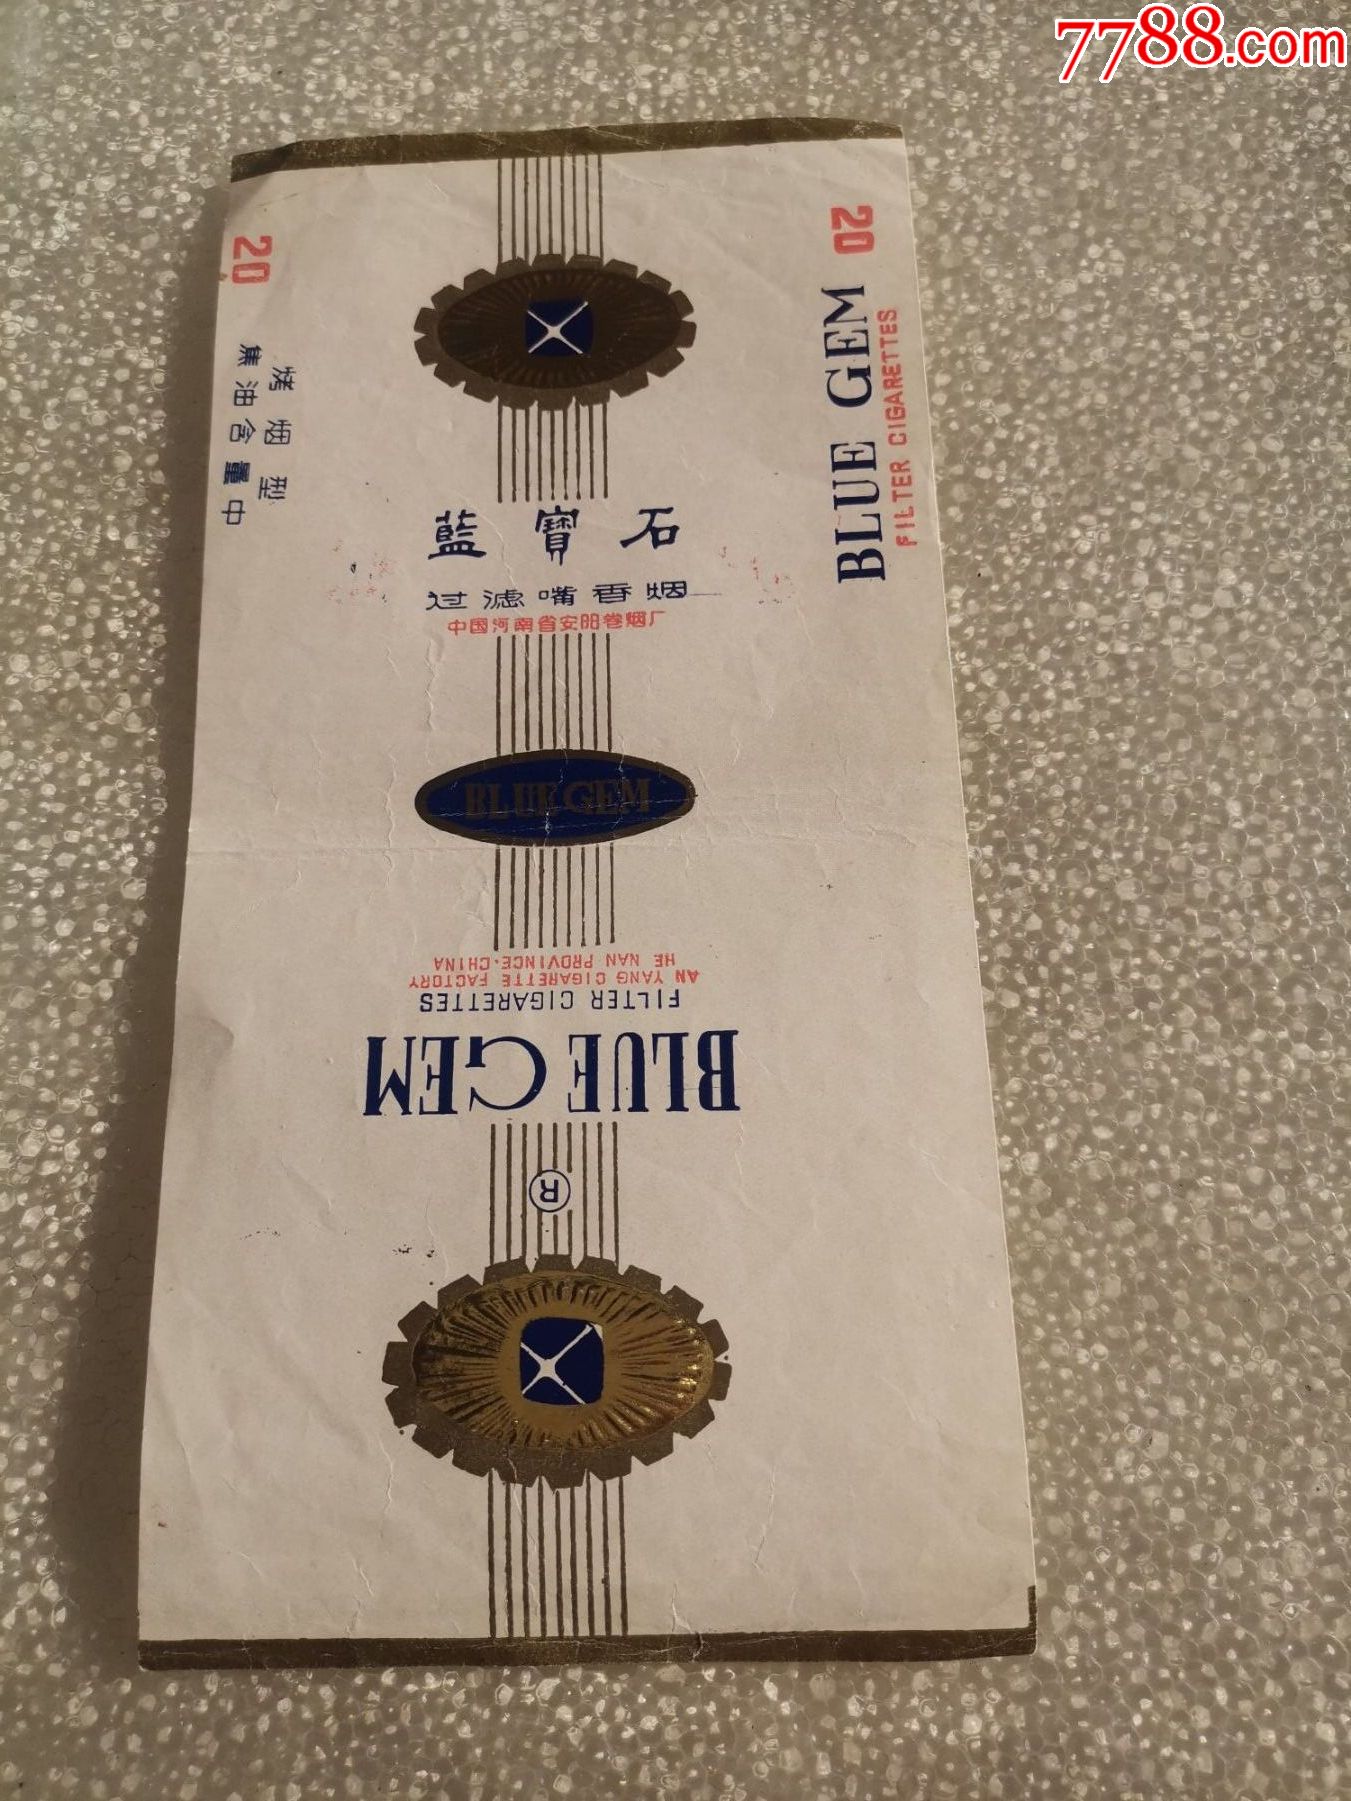 7788.com
20
烤烟型
焦油含量中
藍寶石
过滤嘴香烟
中国河南省安阳卷烟厂
20
BLUE GEM
FILTER CIGARETTES
BLUE GEM
BLUE GEM
FILTER CIGARETTES
AN YANG CIGARETTE FACTORY
HE NAN PROVINCE·CHINA
®